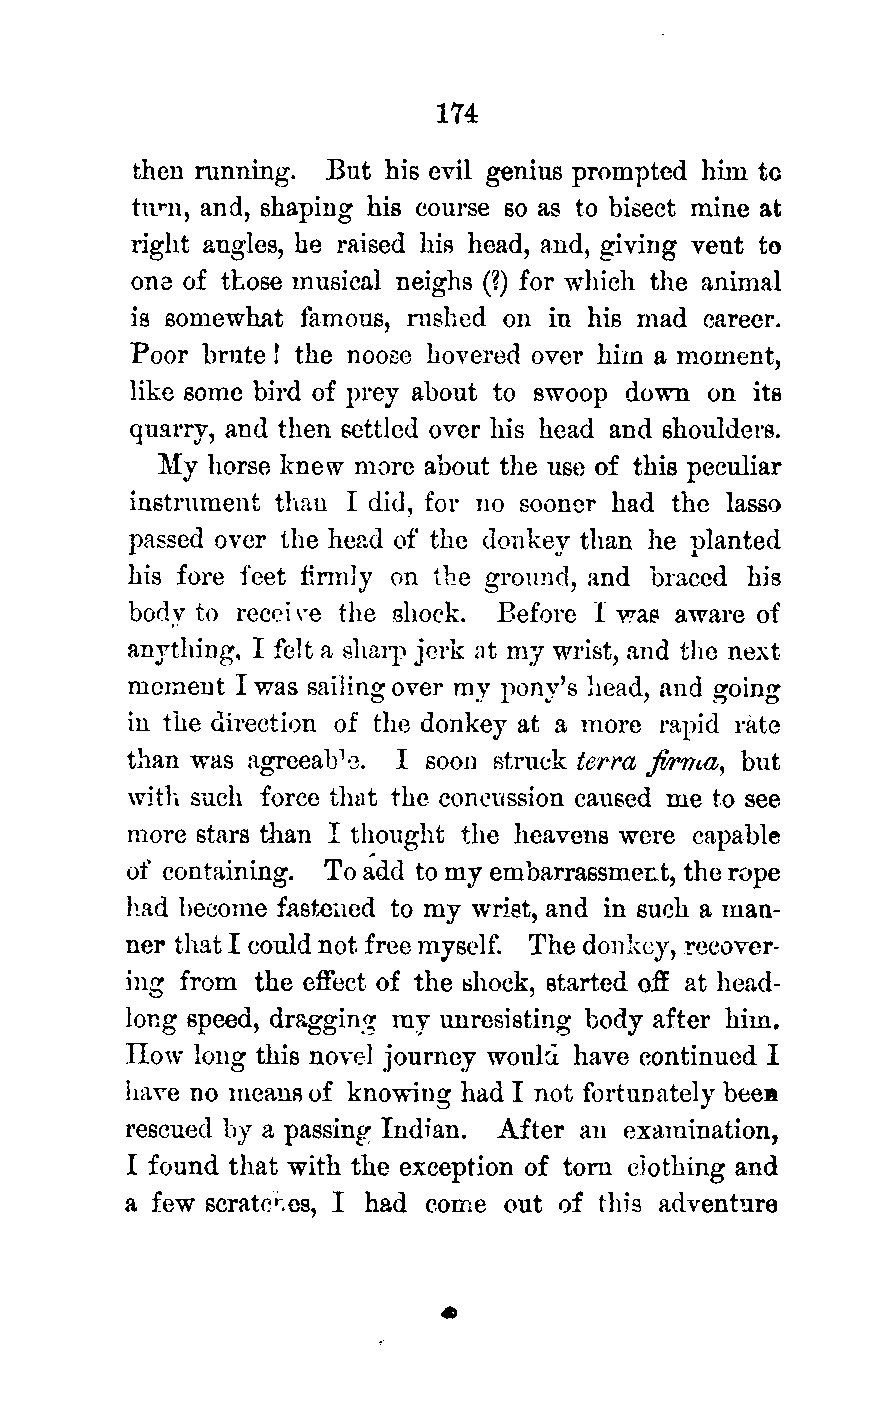 174
then running. But his evil genius prompted him to
turn, and, shaping his course so as to bisect mine at
right angles, he raised his head, and, giving vent to
one of those musical neighs (?) for which the animal
is somewhat famous, rushed on in his mad career.
Poor brute! the noose hovered over him a moment,
like some bird of prey about to swoop down on its
quarry, and then settled over his head and shoulders.
My horse knew more about the use of this peculiar
instrument than I did, for no sooner had the lasso
passed over the head of the donkey than he planted
his fore feet firmly on the ground, and braced his
body to receive the shock. Before I was aware of
anything, I felt a sharp jerk at my wrist, and the next
moment I was sailing over my pony's head, and going
in the direction of the donkey at a more rapid rate
than was agreeable. I soon struck terra firma, but
with such force that the concussion caused me to see
more stars than I thought the heavens were capable
of containing. To add to my embarrassment, the rope
had become fastened to my wrist, and in such a man-
ner that I could not free myself. The donkey, recover-
ing from the effect of the shock, started off at head-
long speed, dragging my unresisting body after him.
How long this novel journey would have continued I
have no means of knowing had I not fortunately been
rescued by a passing Indian. After an examination,
I found that with the exception of torn clothing and
a few scratches, I had come out of this adventure